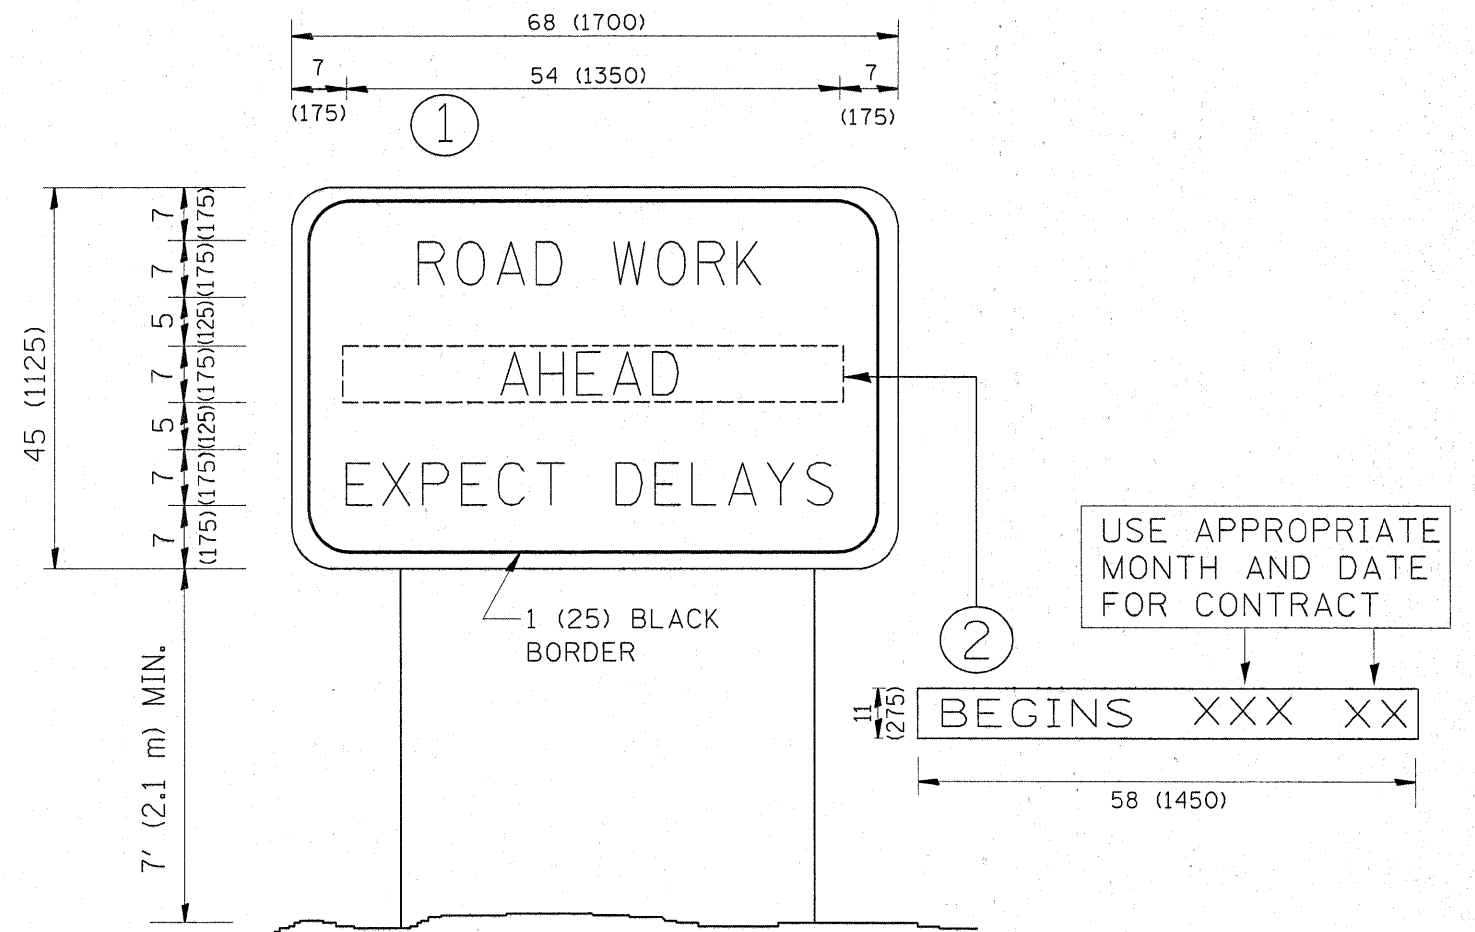 68 (1700)
7
54 (1350)
7
(175)
(175)
1
7 (175)
7 (175)
5 (125)
7 (175)
5 (125)
7 (175)
7 (175)
45 (1125)
ROAD WORK
AHEAD
EXPECT DELAYS
1 (25) BLACK
BORDER
7' (2.1 m) MIN.
2
USE APPROPRIATE
MONTH AND DATE
FOR CONTRACT
11
(275)
BEGINS XXX XX
58 (1450)